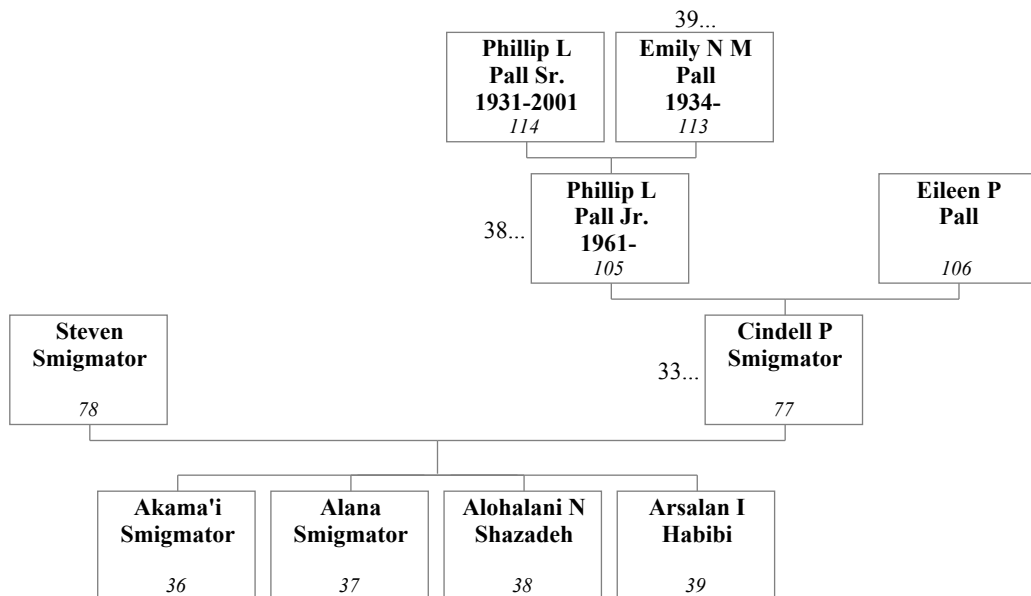 39...
Phillip L
Pall Sr.
1931-2001
114
Emily N M
Pall
1934-
113
38...
Phillip L
Pall Jr.
1961-
105
Eileen P
Pall
106
Steven
Smigmator
78
33...
Cindell P
Smigmator
77
Akama'i
Smigmator
36
Alana
Smigmator
37
Alohalani N
Shazadeh
38
Arsalan I
Habibi
39